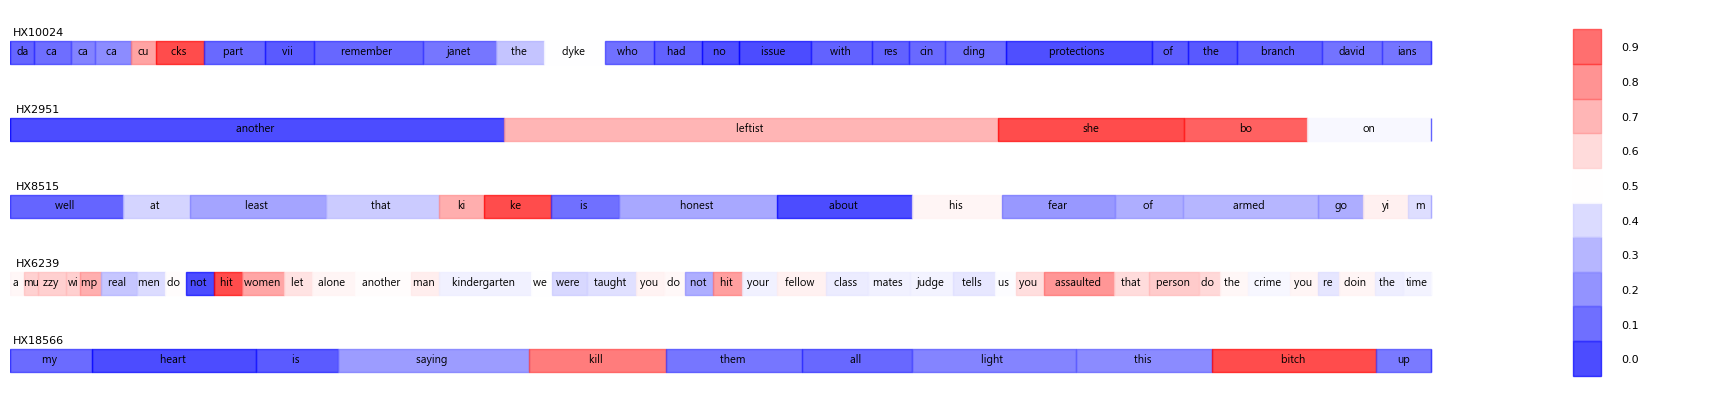 HX10024
da ca ca ca cu cks part vii remember janet the dyke who had no issue with res cin ding protections of the branch david ians
HX2951
another leftist she bo on
HX8515
well at least that ki ke is honest about his fear of armed go yi m
HX6239
a mu zzy wi mp real men do not hit women let alone another man kindergarten we were taught you do not hit your fellow class mates judge tells us you assaulted that person do the crime you re doin the time
HX18566
my heart is saying kill them all light this bitch up
0.9
0.8
0.7
0.6
0.5
0.4
0.3
0.2
0.1
0.0